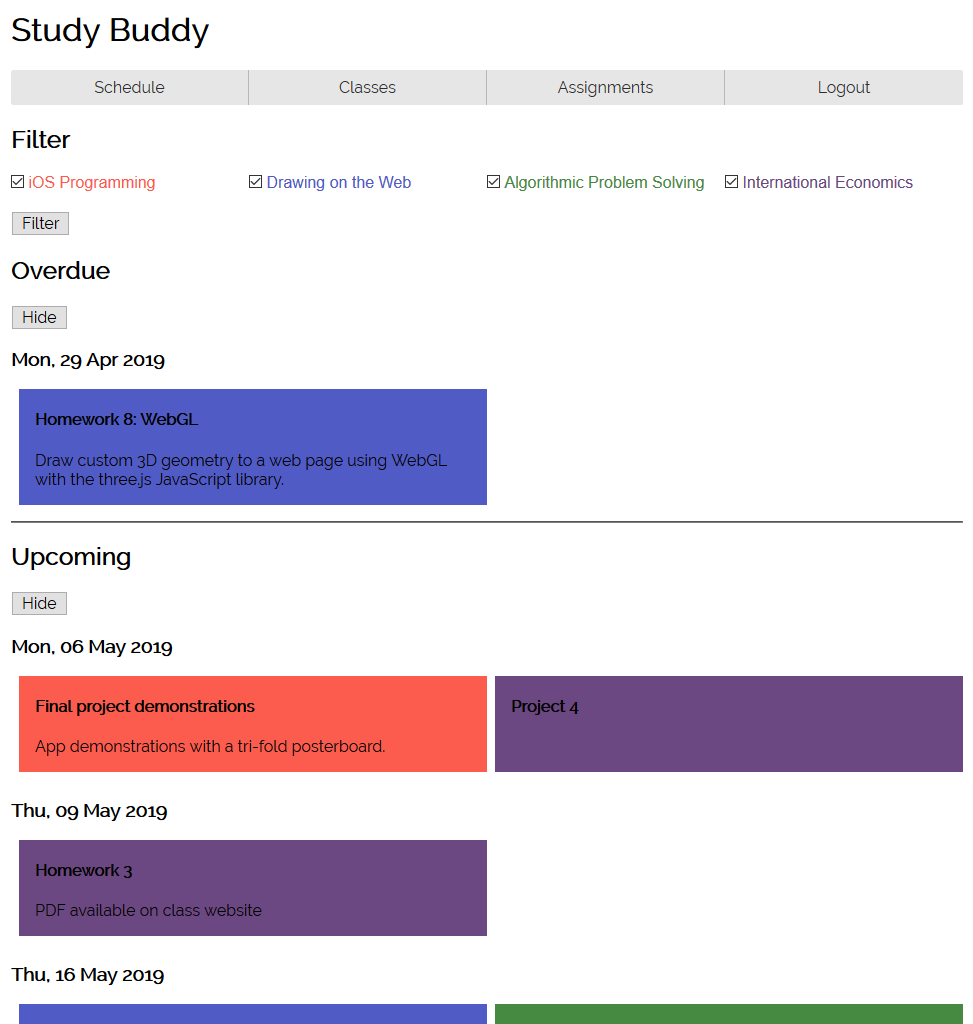 Study Buddy
Schedule Classes Assignments Logout
Filter
iOS Programming Drawing on the Web Algorithmic Problem Solving International Economics
Filter
Overdue
Hide
Mon, 29 Apr 2019
Homework 8: WebGL
Draw custom 3D geometry to a web page using WebGL
with the three.js JavaScript library.
Upcoming
Hide
Mon, 06 May 2019
Final project demonstrations
App demonstrations with a tri-fold posterboard.
Project 4
Thu, 09 May 2019
Homework 3
PDF available on class website
Thu, 16 May 2019